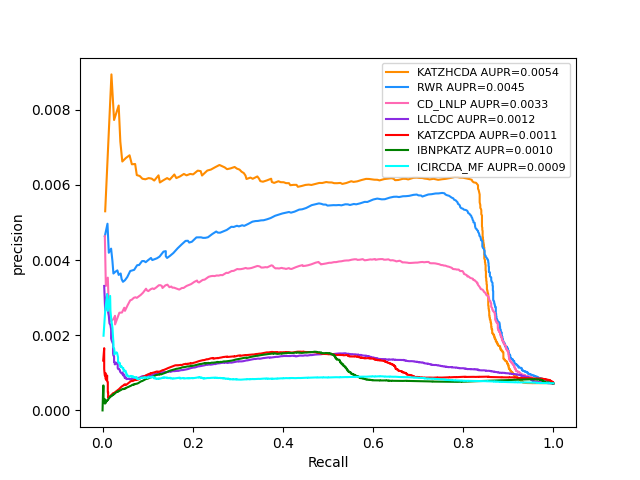 KATZHCDA AUPR=0.0054
RWR AUPR=0.0045
CD_LNLP AUPR=0.0033
LLCDC AUPR=0.0012
KATZCPDA AUPR=0.0011
IBNPKATZ AUPR=0.0010
ICIRCDA_MF AUPR=0.0009
0.008
0.006
0.004
0.002
0.000
precision
0.0 0.2 0.4 0.6 0.8 1.0
Recall